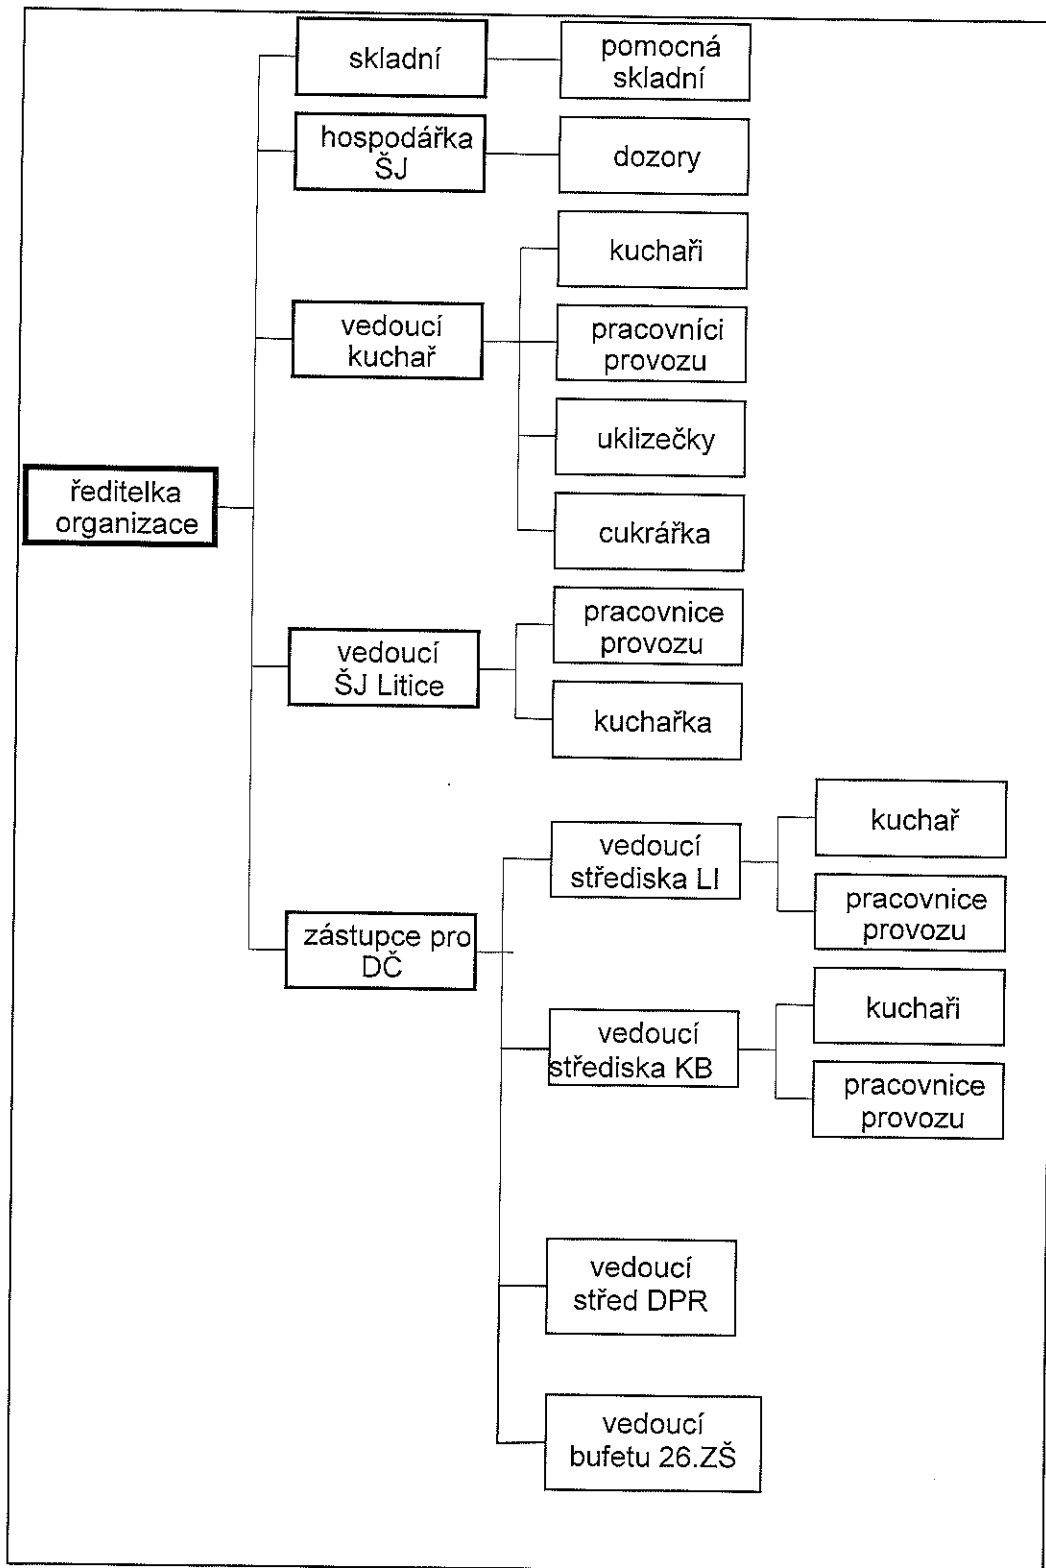 skladní
pomocná
skladní
hospodářka
ŠJ
dozory
kuchaři
vedoucí
kuchař
pracovníci
provozu
uklizečky
ředitelka
organizace
cukrářka
pracovnice
provozu
vedoucí
ŠJ Litice
kuchařka
kuchař
vedoucí
střediska LI
pracovnice
provozu
zástupce pro
DČ
kuchaři
vedoucí
střediska KB
pracovnice
provozu
vedoucí
střed DPR
vedoucí
bufetu 26.ZŠ